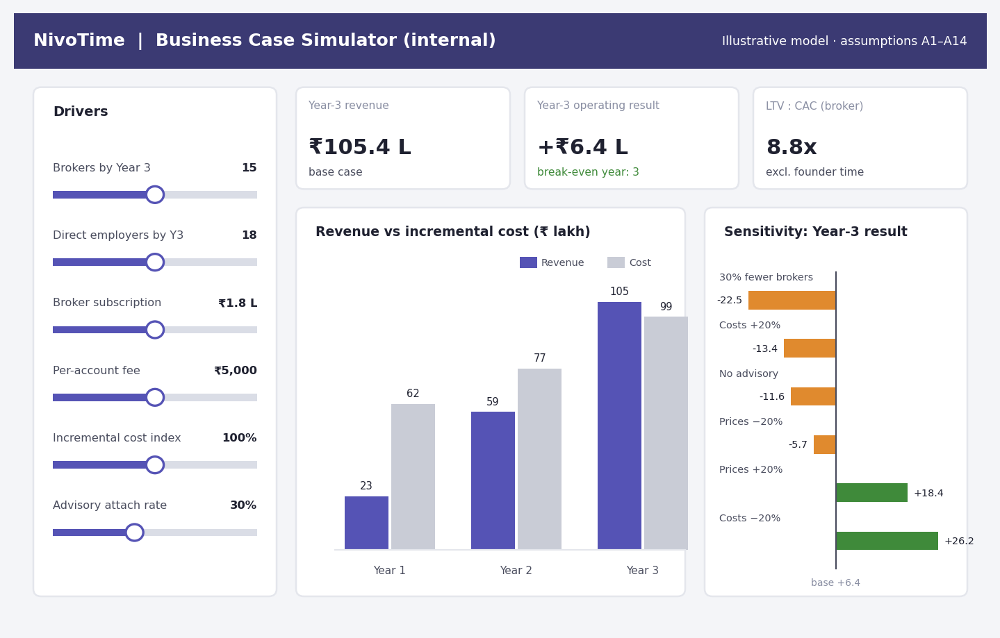 NivoTime | Business Case Simulator (internal)
Illustrative model · assumptions A1–A14
Drivers
Brokers by Year 3 15
Direct employers by Y3 18
Broker subscription ₹1.8 L
Per-account fee ₹5,000
Incremental cost index 100%
Advisory attach rate 30%
Year-3 revenue
₹105.4 L
base case
Year-3 operating result
+₹6.4 L
break-even year: 3
LTV : CAC (broker)
8.8x
excl. founder time
Revenue vs incremental cost (₹ lakh)
Revenue Cost
23 62
59 77
105 99
Year 1 Year 2 Year 3
Sensitivity: Year-3 result
30% fewer brokers
-22.5
Costs +20%
-13.4
No advisory
-11.6
Prices −20%
-5.7
Prices +20%
+18.4
Costs −20%
+26.2
base +6.4